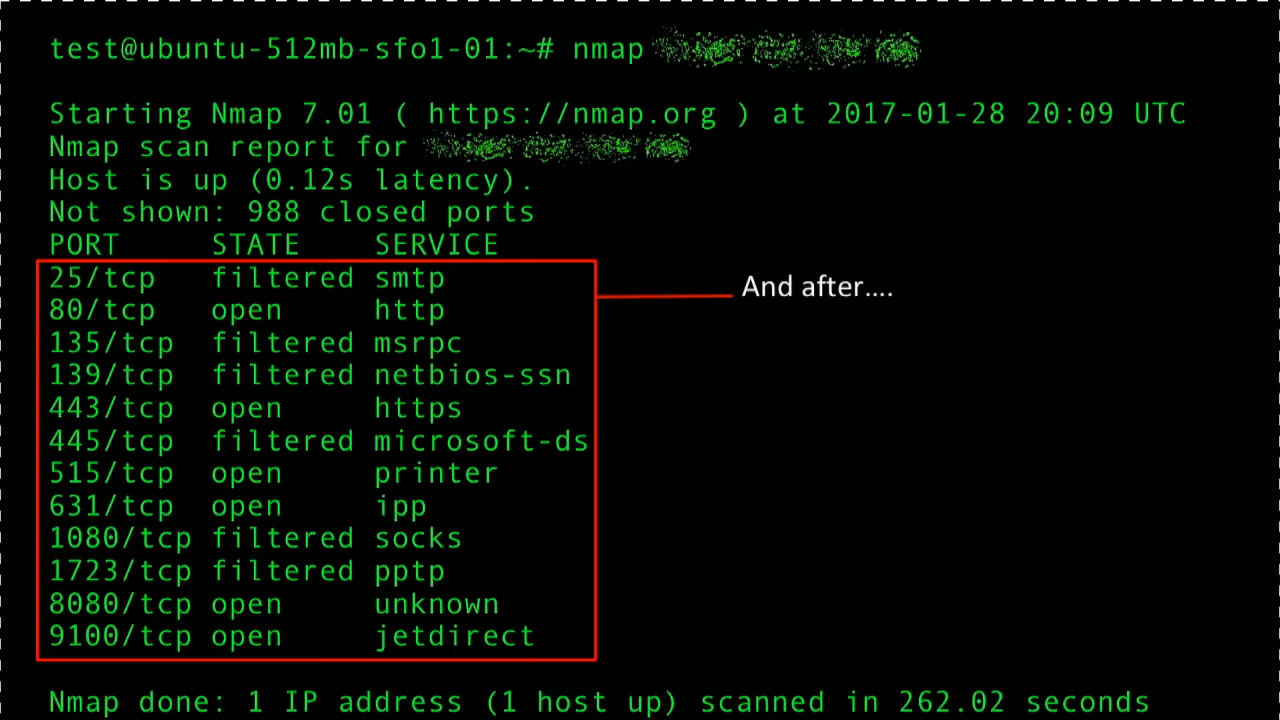 test@ubuntu-512mb-sfo1-01:~# nmap
Starting Nmap 7.01 ( https://nmap.org ) at 2017-01-28 20:09 UTC
Nmap scan report for
Host is up (0.12s latency).
Not shown: 988 closed ports
PORT STATE SERVICE
25/tcp filtered smtp
80/tcp open http
135/tcp filtered msrpc
139/tcp filtered netbios-ssn
443/tcp open https
445/tcp filtered microsoft-ds
515/tcp open printer
631/tcp open ipp
1080/tcp filtered socks
1723/tcp filtered pptp
8080/tcp open unknown
9100/tcp open jetdirect
And after....
Nmap done: 1 IP address (1 host up) scanned in 262.02 seconds